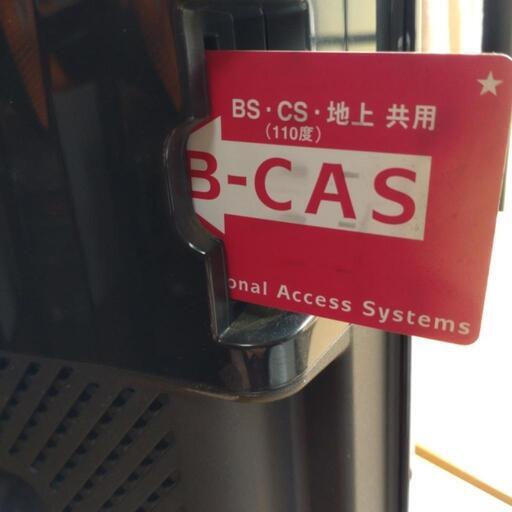 BS・CS・地上 共用
(110度)
B-CAS
onal Access Systems